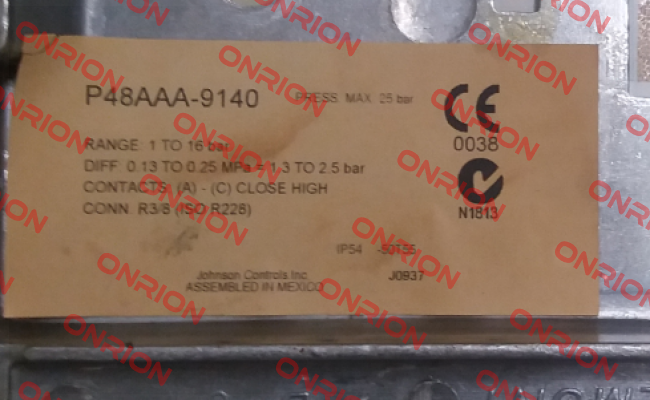 P48AAA-9140
PRESS. MAX. 25 bar
RANGE: 1 TO 16 bar
DIFF. 0.13 TO 0.25 MPa = 1.3 TO 2.5 bar
CONTACTS: (A) - (C) CLOSE HIGH
CONN. R3/8 (ISO R228)
CE
0038
N1813
IP54 -50T55
Johnson Controls Inc.
J0937
ASSEMBLED IN MEXICO
ONRION